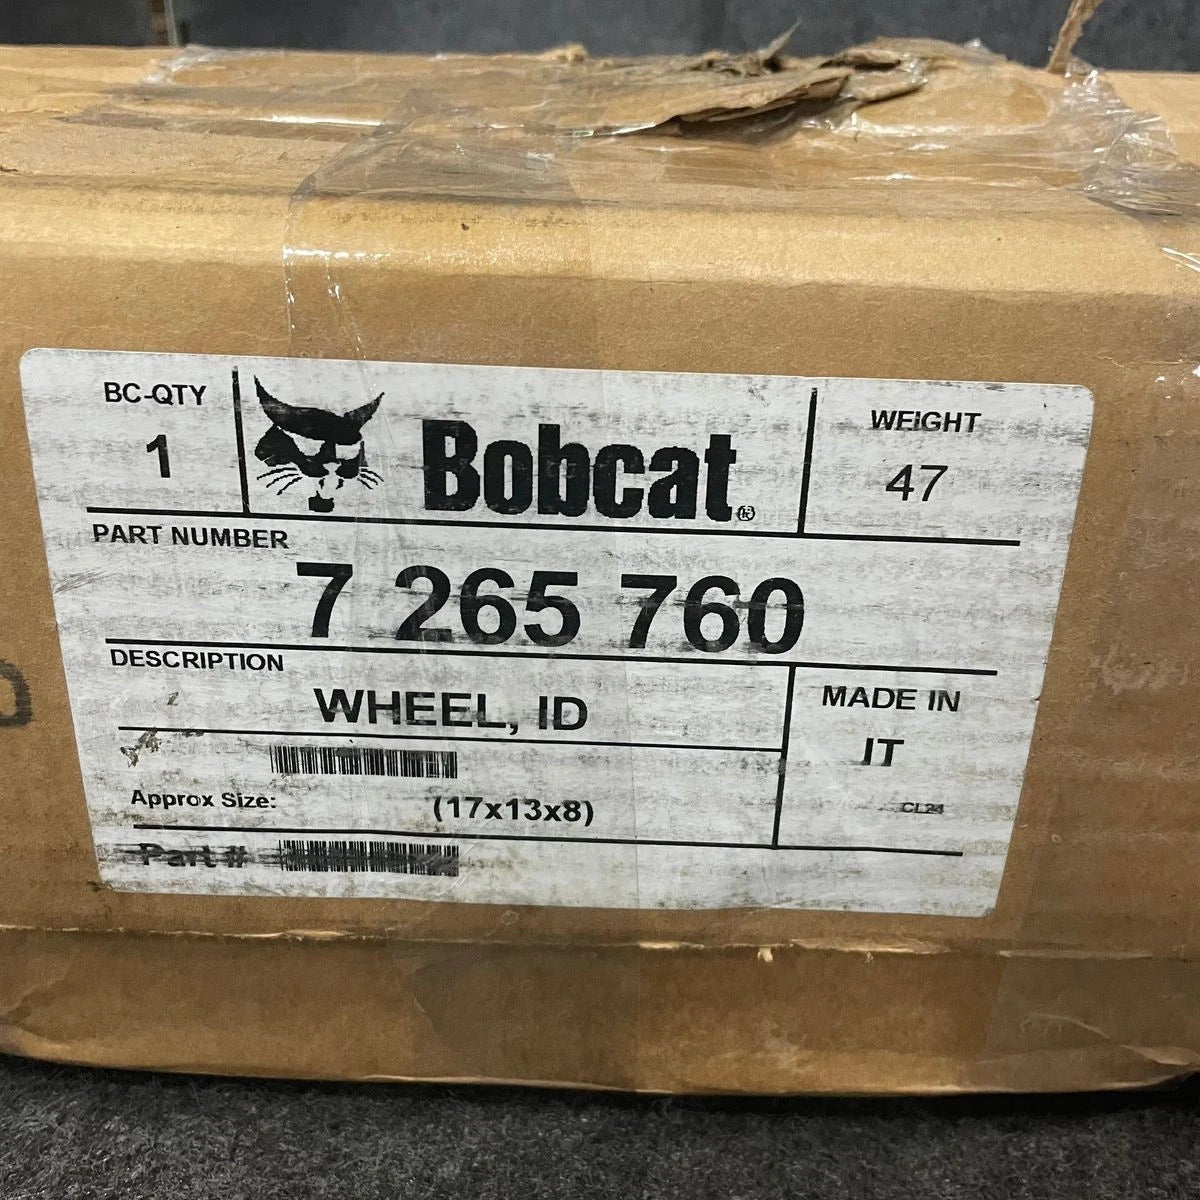 BC-QTY
1
Bobcat®
WEIGHT
47
PART NUMBER
7 265 760
DESCRIPTION
WHEEL, ID
MADE IN
IT
Approx Size: (17x13x8)
CL24
Part #